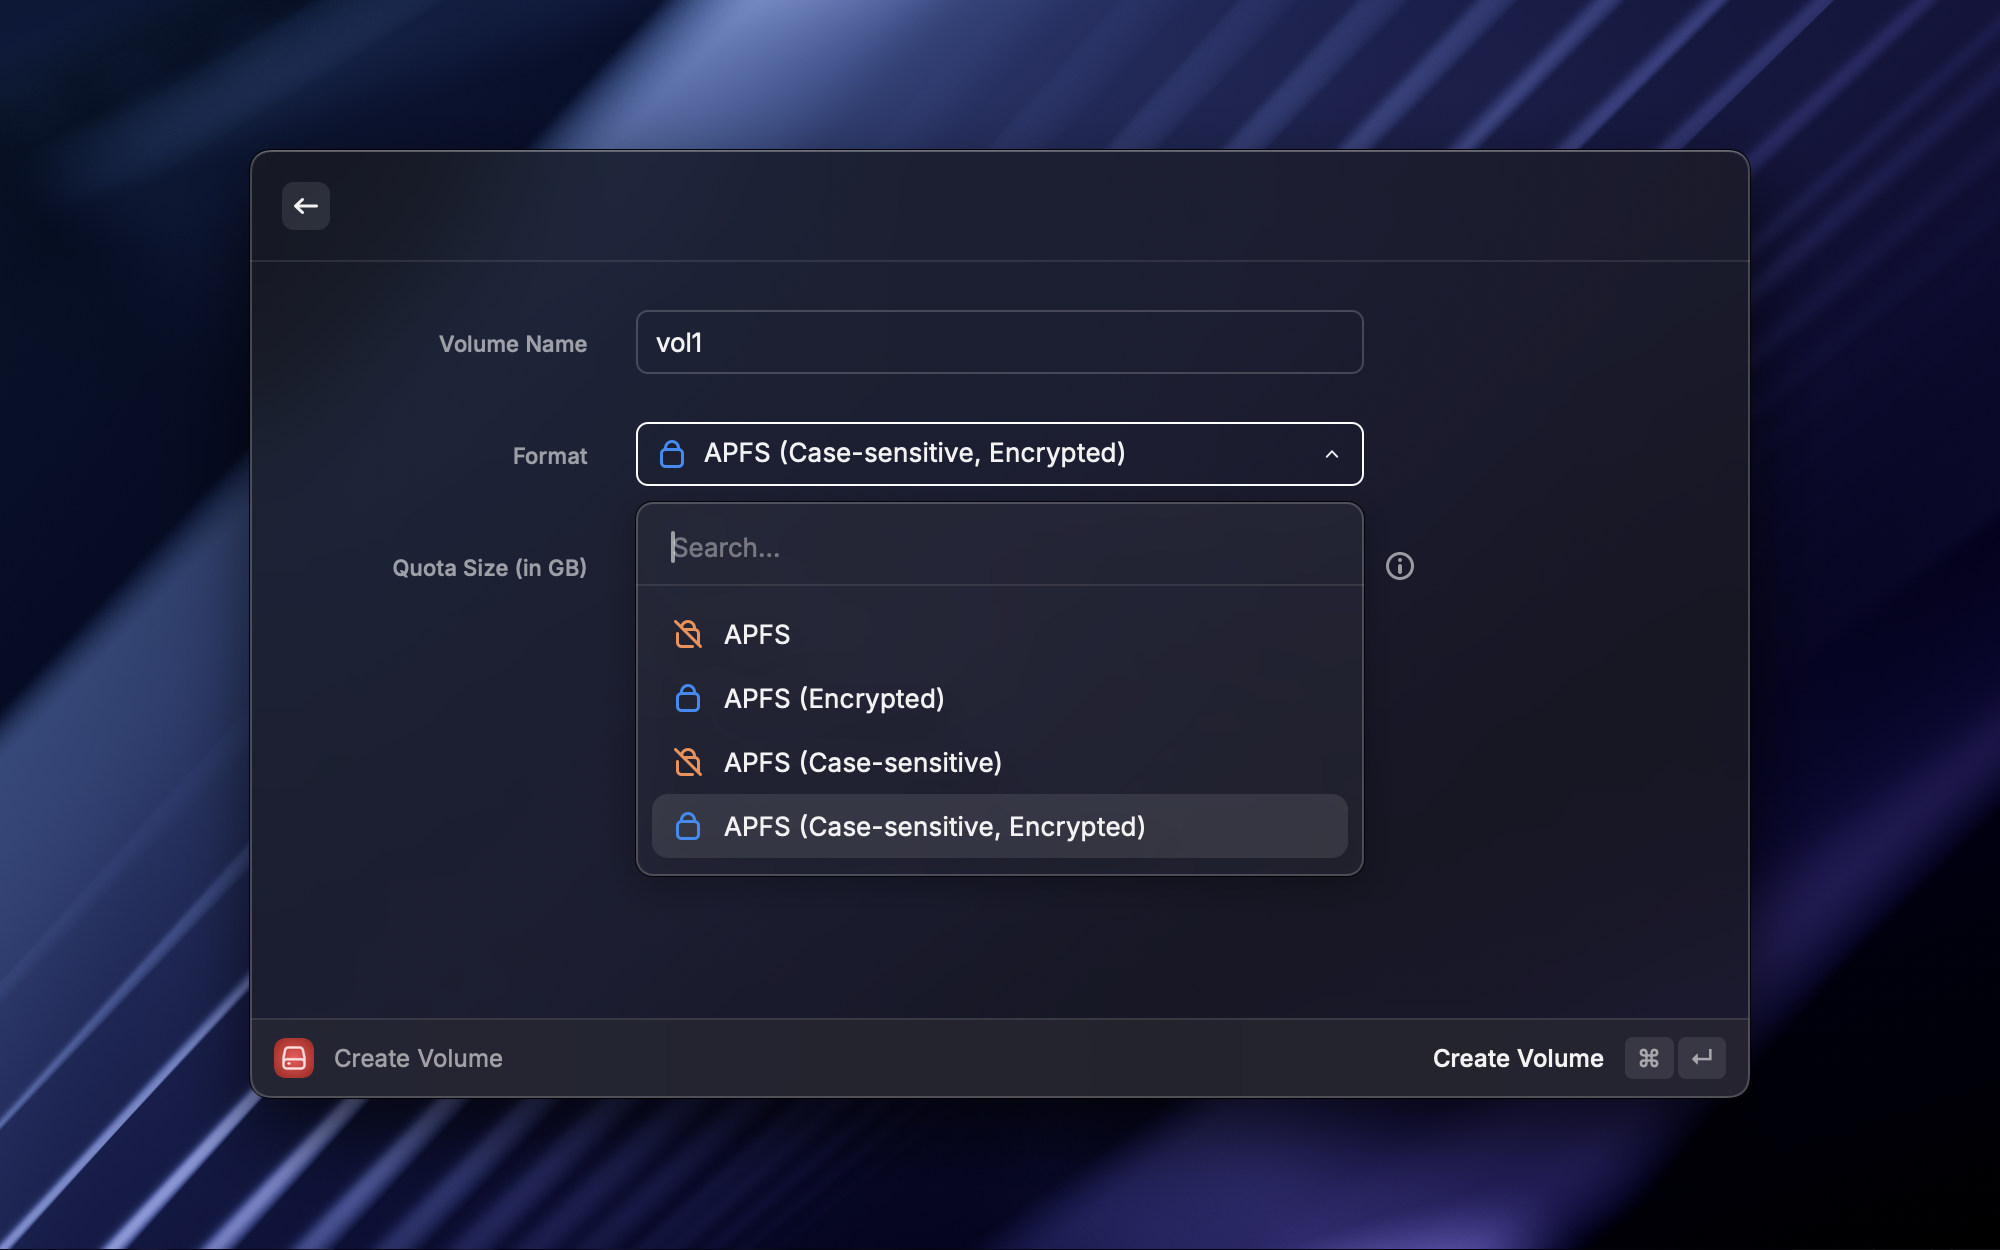 Volume Name
vol1
Format
APFS (Case-sensitive, Encrypted)
Quota Size (in GB)
Search...
APFS
APFS (Encrypted)
APFS (Case-sensitive)
APFS (Case-sensitive, Encrypted)
Create Volume
Create Volume ⌘ ↵